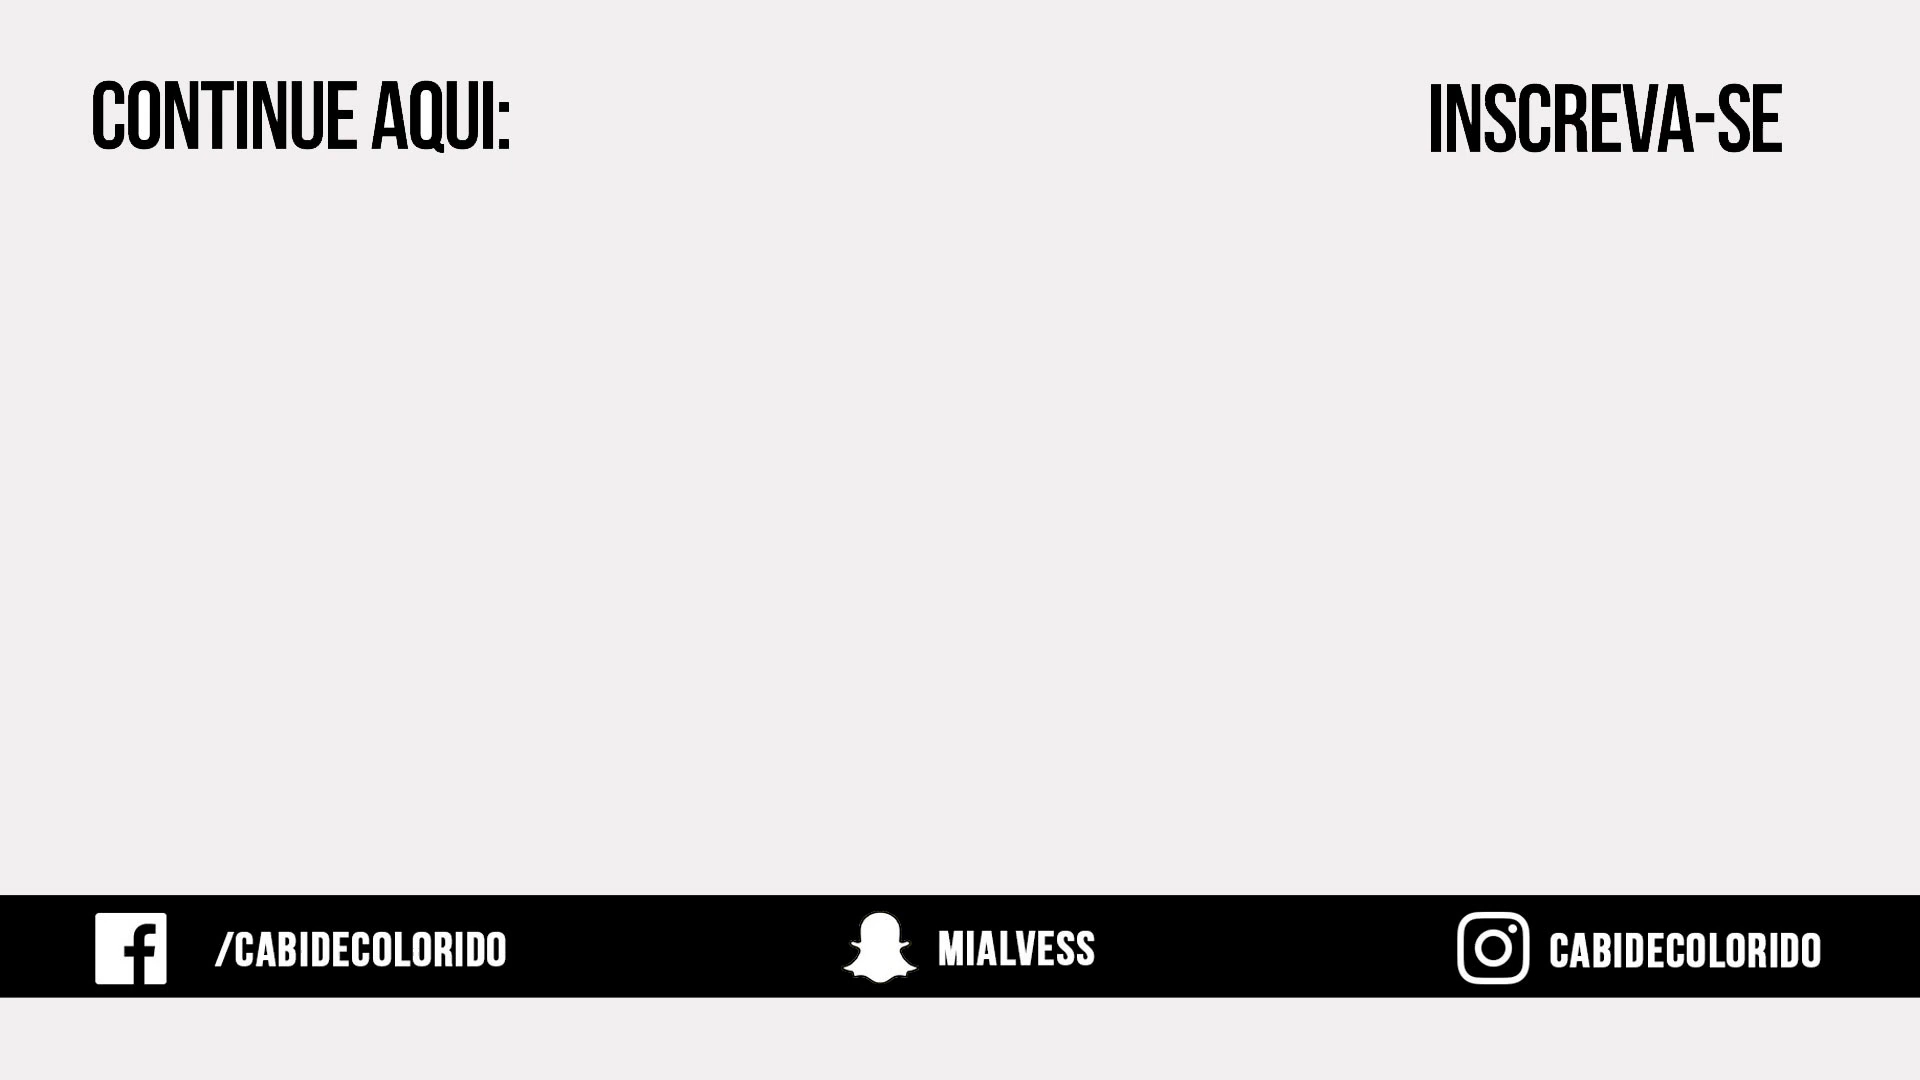 CONTINUE AQUI:
INSCREVA-SE
/CABIDECOLORIDO
MIALVESS
CABIDECOLORIDO